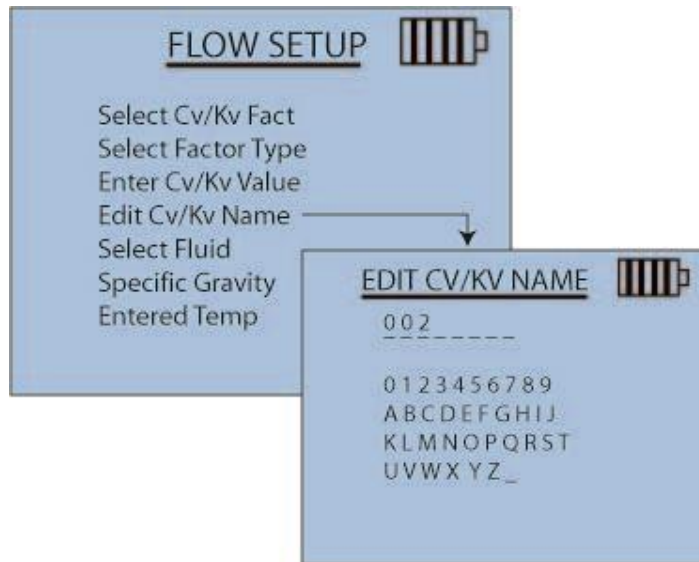 FLOW SETUP
Select Cv/Kv Fact
Select Factor Type
Enter Cv/Kv Value
Edit Cv/Kv Name
Select Fluid
Specific Gravity
Entered Temp
EDIT CV/KV NAME
002
0123456789
ABCDEFGHIJ
KLMNOPQRST
UVWXYZ_